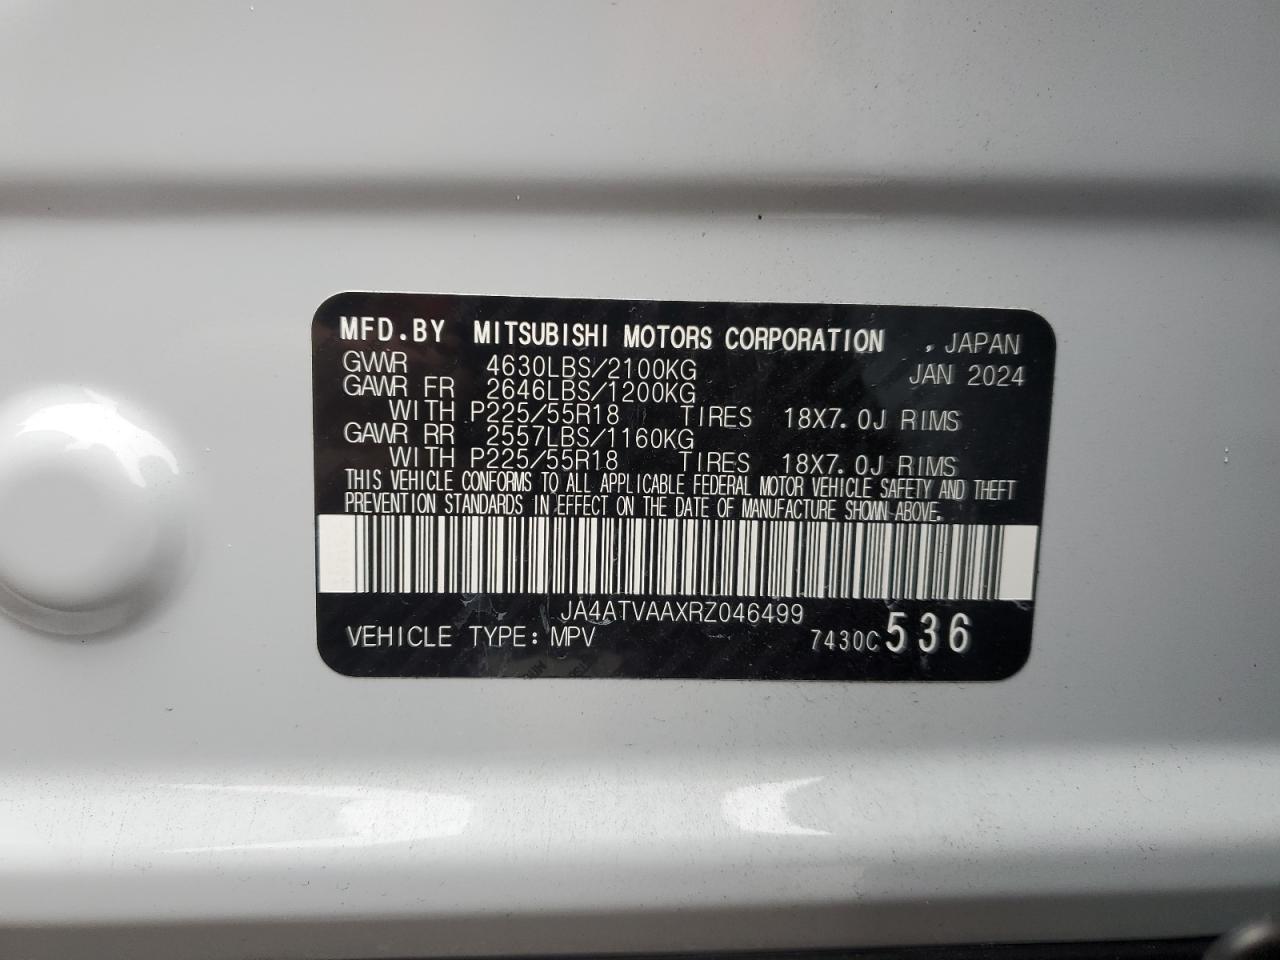 MFD.BY MITSUBISHI MOTORS CORPORATION , JAPAN
GWWR 4630LBS/2100KG JAN 2024
GAWR FR 2646LBS/1200KG
WITH P225/55R18 TIRES 18X7.0J RIMS
GAWR RR 2557LBS/1160KG
WITH P225/55R18 TIRES 18X7.0J RIMS
THIS VEHICLE CONFORMS TO ALL APPLICABLE FEDERAL MOTOR VEHICLE SAFETY AND THEFT
PREVENTION STANDARDS IN EFFECT ON THE DATE OF MANUFACTURE SHOWN ABOVE.
JA4ATVAAXRZ046499
VEHICLE TYPE: MPV 7430C 536